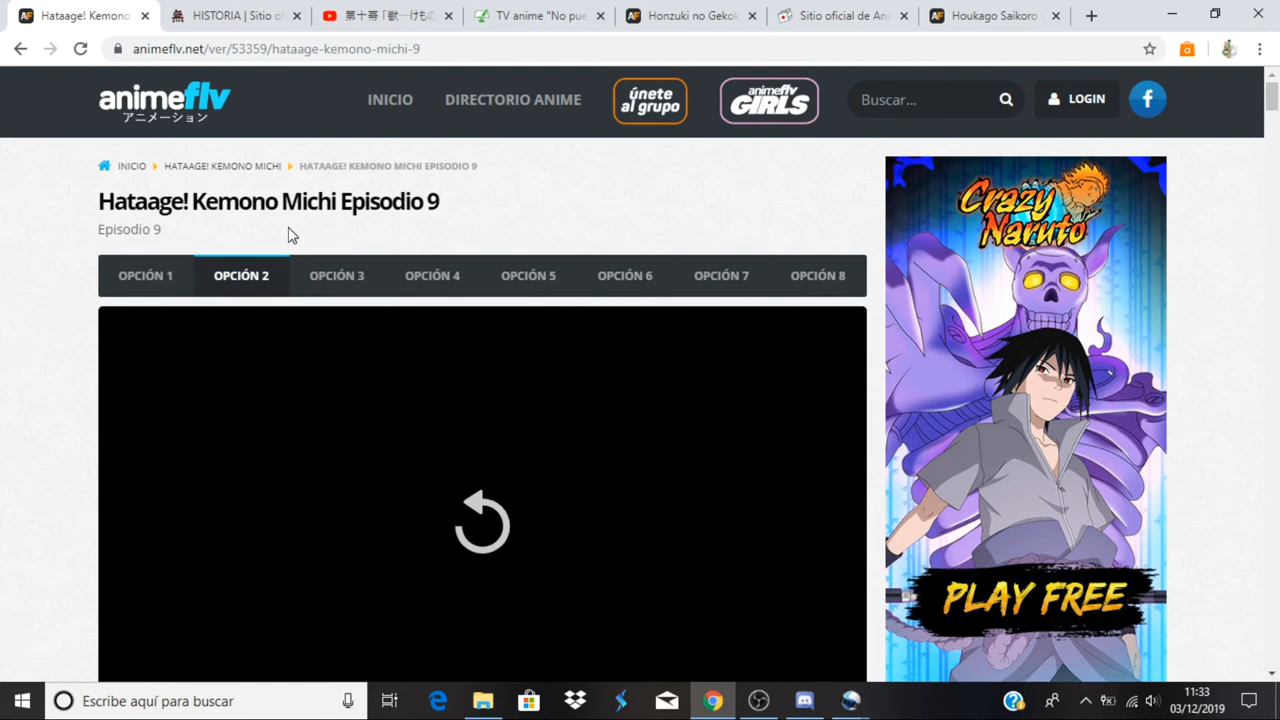 Hataage! Kemono
HISTORIA | Sitio o
第十蕚「獣―けもの
TV anime "No pue
Honzuki no Gekok
Sitio oficial de Ani
Houkago Saikoro
animeflv.net/ver/53359/hataage-kemono-michi-9
animeflv
アニメーション
INICIO
DIRECTORIO ANIME
únete
al grupo
animeflv
GIRLS
Buscar...
LOGIN
INICIO
HATAAGE! KEMONO MICHI
HATAAGE! KEMONO MICHI EPISODIO 9
Hataage! Kemono Michi Episodio 9
Episodio 9
OPCIÓN 1
OPCIÓN 2
OPCIÓN 3
OPCIÓN 4
OPCIÓN 5
OPCIÓN 6
OPCIÓN 7
OPCIÓN 8
Crazy
Naruto
PLAY FREE
Escribe aquí para buscar
11:33
03/12/2019